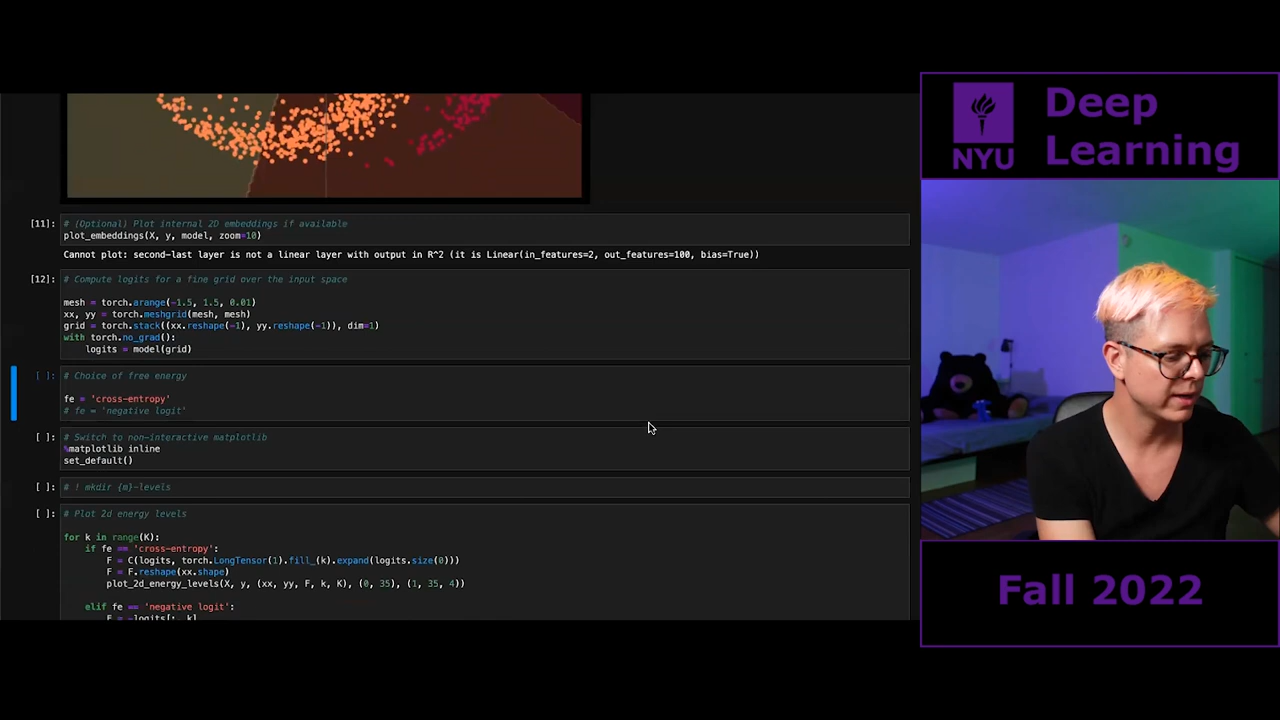 [11]:
# (Optional) Plot internal 2D embeddings if available
plot_embeddings(X, y, model, zoom=10)
Cannot plot: second-last layer is not a linear layer with output in R^2 (it is Linear(in_features=2, out_features=100, bias=True))
[12]:
# Compute logits for a fine grid over the input space
mesh = torch.arange(-1.5, 1.5, 0.01)
xx, yy = torch.meshgrid(mesh, mesh)
grid = torch.stack((xx.reshape(-1), yy.reshape(-1)), dim=1)
with torch.no_grad():
    logits = model(grid)
[ ]:
# Choice of free energy
fe = 'cross-entropy'
# fe = 'negative logit'
[ ]:
# Switch to non-interactive matplotlib
%matplotlib inline
set_default()
[ ]:
# ! mkdir {m}-levels
[ ]:
# Plot 2d energy levels
for k in range(K):
    if fe == 'cross-entropy':
        F = C(logits, torch.LongTensor(1).fill_(k).expand(logits.size(0)))
        F = F.reshape(xx.shape)
        plot_2d_energy_levels(X, y, (xx, yy, F, k, K), (0, 35), (1, 35, 4))
    elif fe == 'negative logit':
        F = -logits[:, k]
NYU
Deep
Learning
Fall 2022